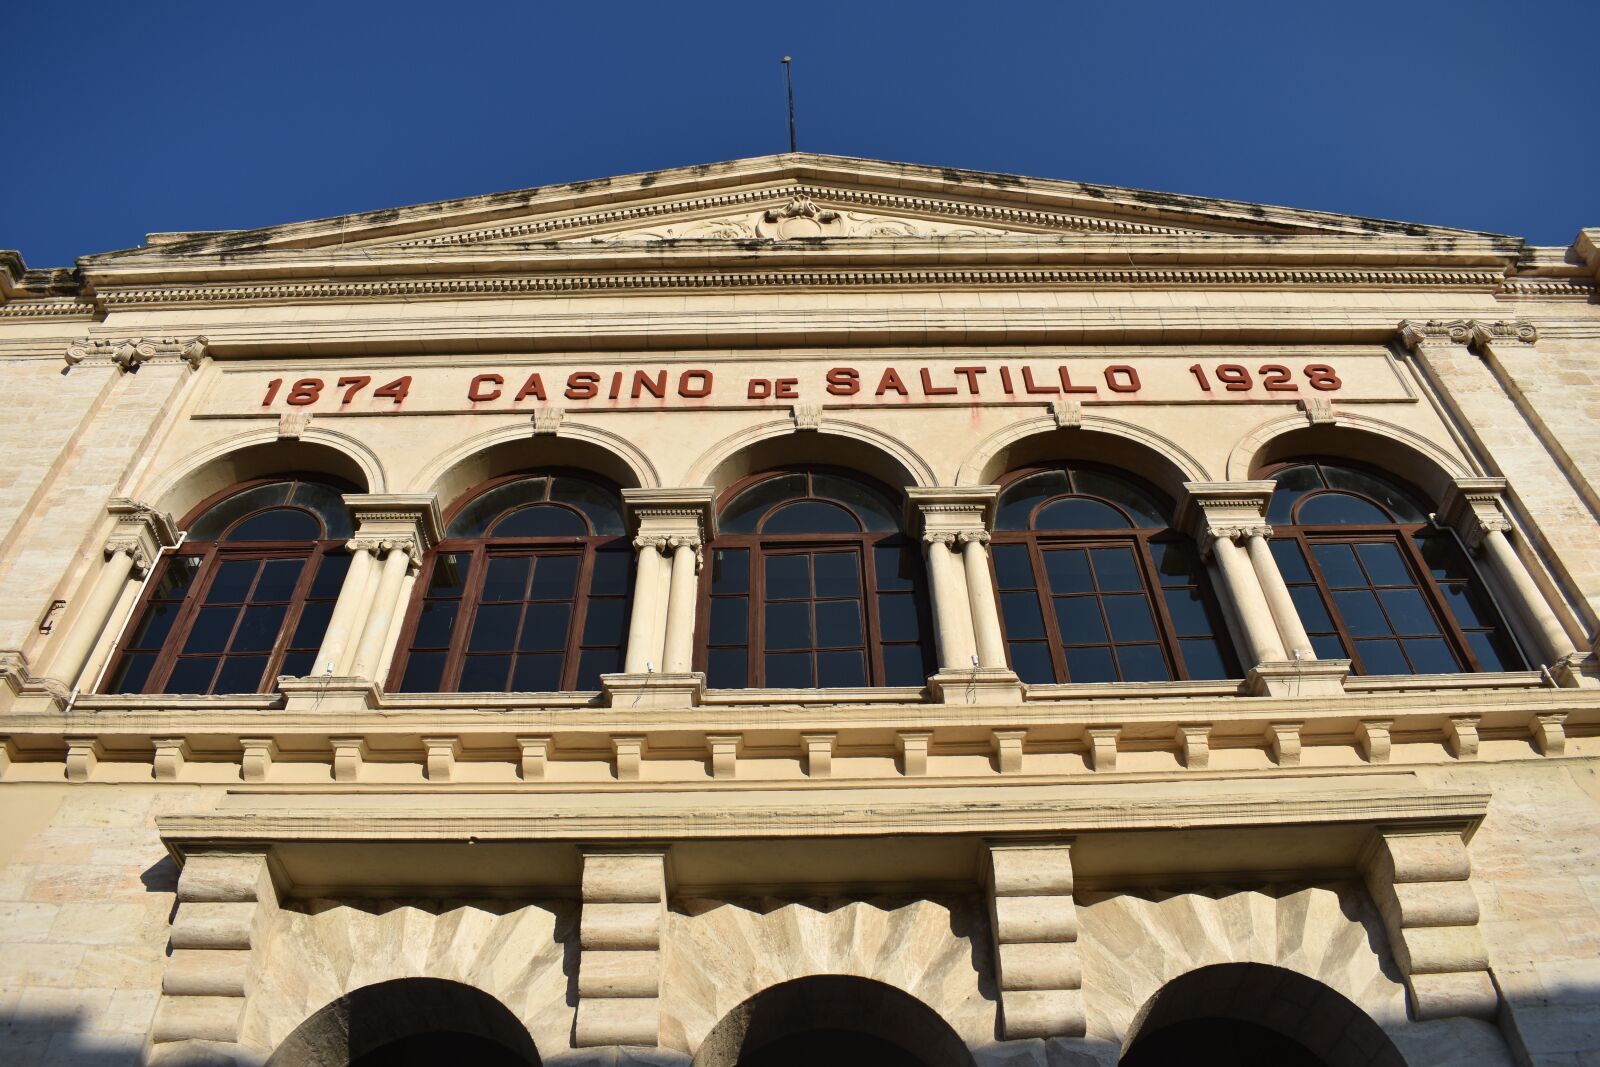 1874 CASINO DE SALTILLO 1928